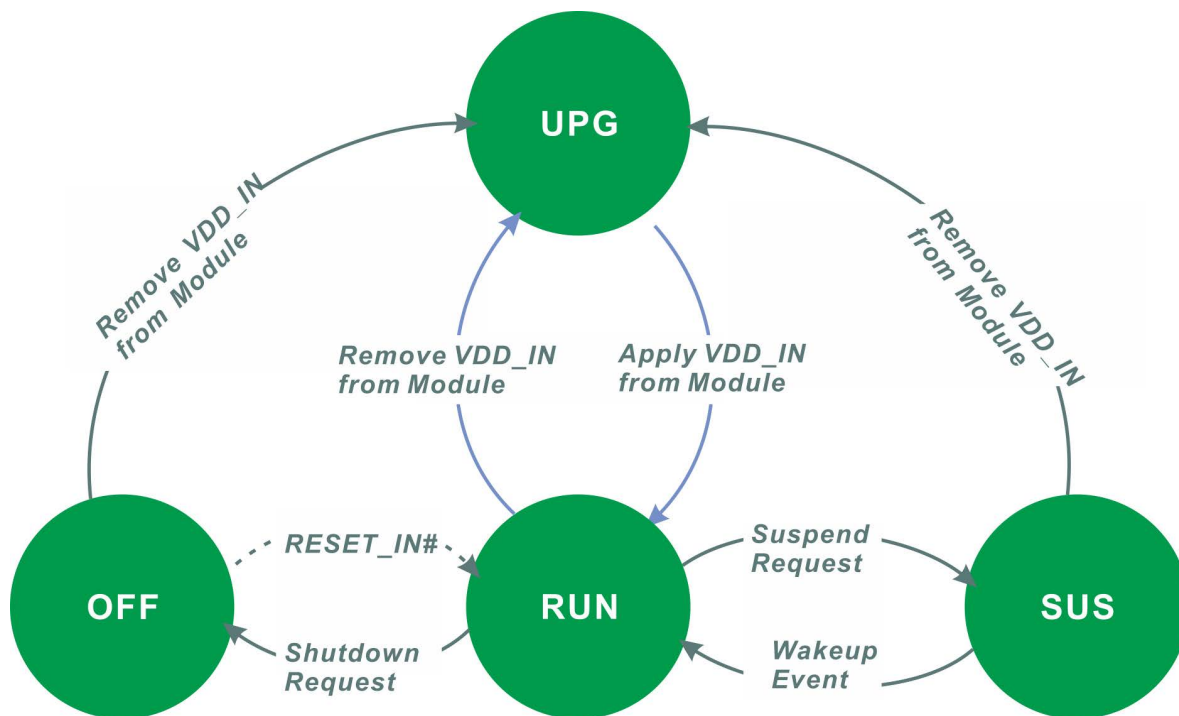 UPG
Remove VDD_IN
from Module
Remove VDD_IN
from Module
Remove VDD_IN
from Module
Apply VDD_IN
from Module
OFF
RESET_IN#
Shutdown
Request
RUN
Suspend
Request
Wakeup
Event
SUS